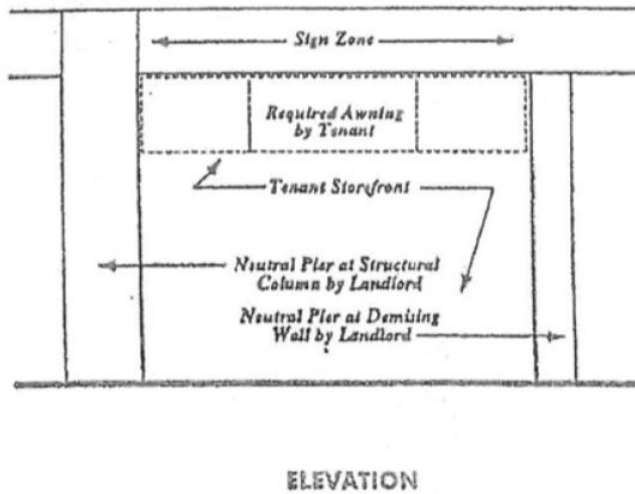 Sign Zone
Required Awning
by Tenant
Tenant Storefront
Neutral Pier at Structural
Column by Landlord
Neutral Pier at Demising
Wall by Landlord
ELEVATION